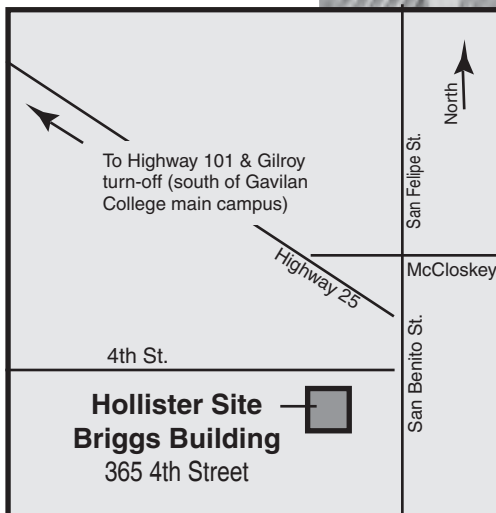 North
San Felipe St.
To Highway 101 & Gilroy
turn-off (south of Gavilan
College main campus)
Highway 25
McCloskey
San Benito St.
4th St.
Hollister Site
Briggs Building
365 4th Street